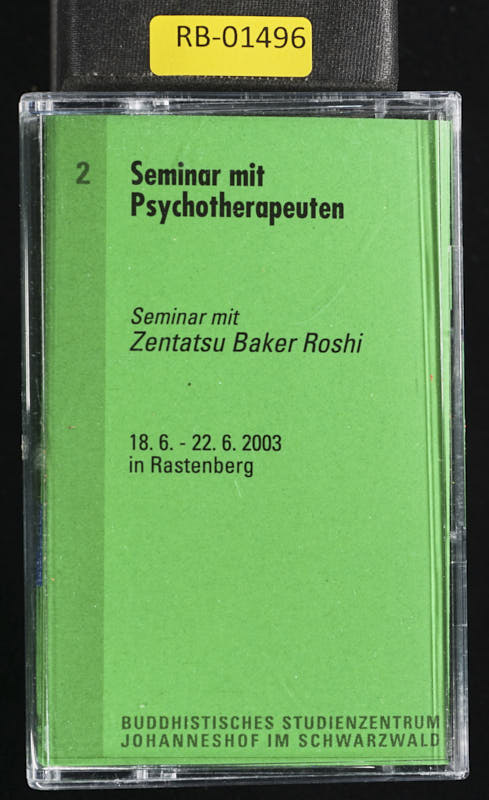 RB-01496
2
Seminar mit
Psychotherapeuten
Seminar mit
Zentatsu Baker Roshi
18. 6. - 22. 6. 2003
in Rastenberg
BUDDHISTISCHES STUDIENZENTRUM
JOHANNESHOF IM SCHWARZWALD